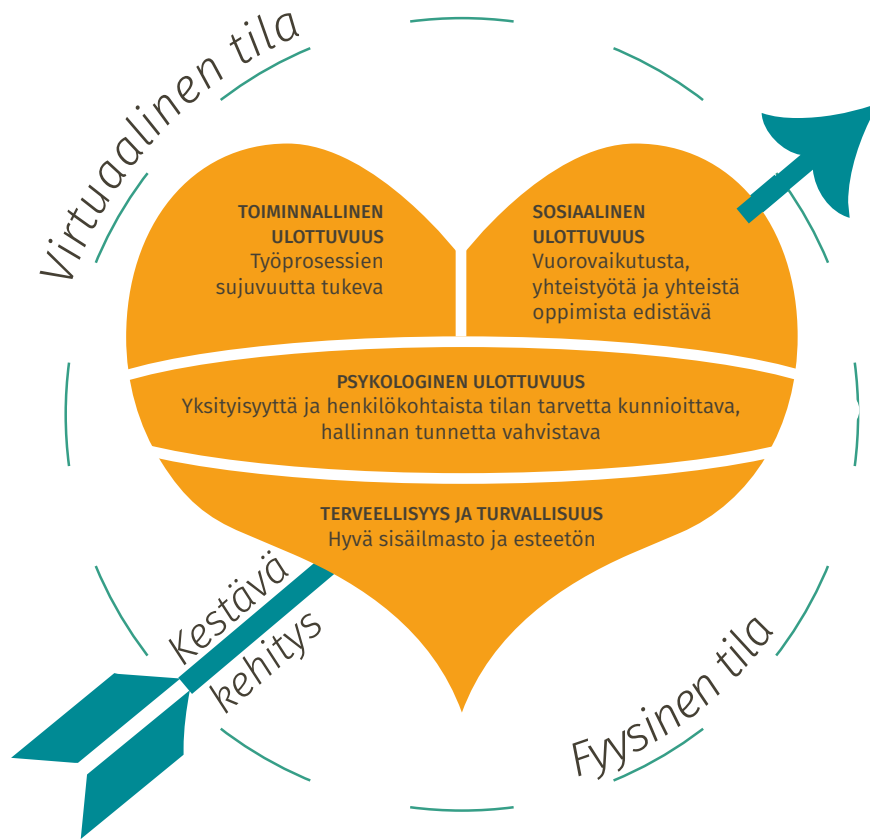 Virtuaalinen tila
TOIMINNALLINEN
ULOTTUVUUS
Työprosessien
sujuvuutta tukeva
SOSIAALINEN
ULOTTUVUUS
Vuorovaikutusta,
yhteistyötä ja yhteistä
oppimista edistävä
PSYKOLOGINEN ULOTTUVUUS
Yksityisyyttä ja henkilökohtaista tilan tarvetta kunnioittava,
hallinnan tunnetta vahvistava
TERVEELLISYYS JA TURVALLISUUS
Hyvä sisäilmasto ja esteetön
Kestävä
kehitys
Fyysinen tila